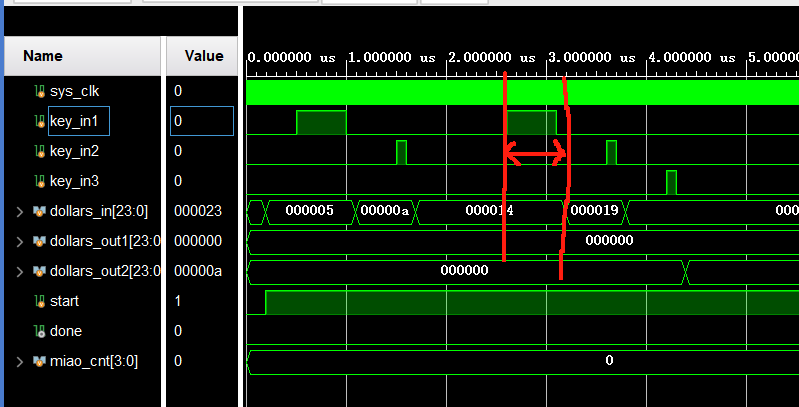 Name Value 0.000000 us 1.000000 us 2.000000 us 3.000000 us 4.000000 us 5.00000
sys_clk 0
key_in1 0
key_in2 0
key_in3 0
dollars_in[23:0] 000023 000005 00000a 000014 000019 000
dollars_out1[23:0 000000 000000
dollars_out2[23:0 00000a 000000
start 1
done 0
miao_cnt[3:0] 0 0